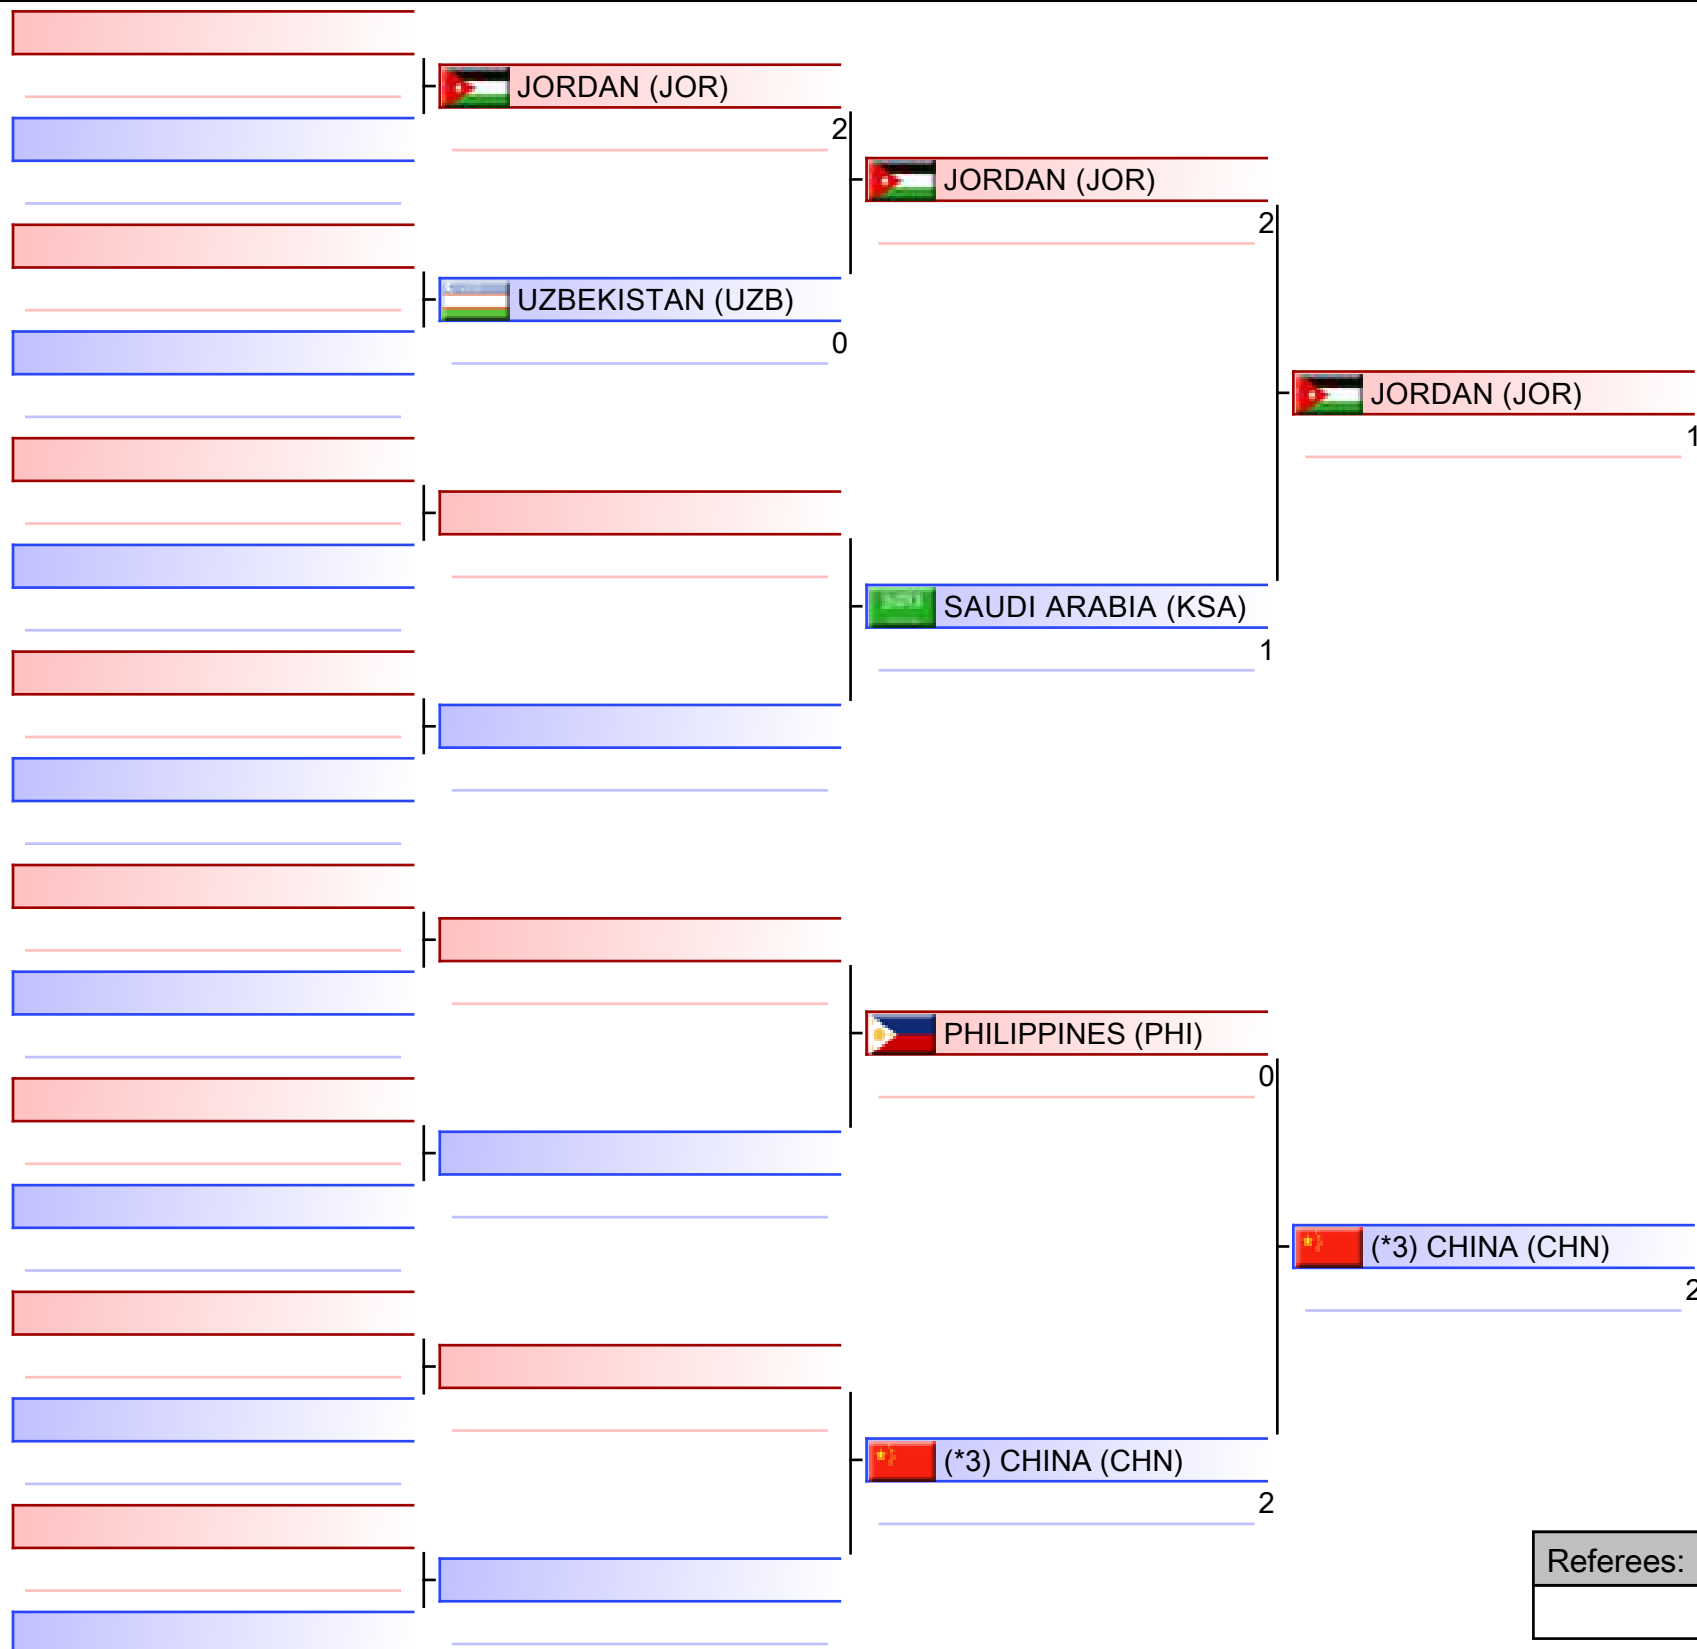 JORDAN (JOR)
2
JORDAN (JOR)
2
UZBEKISTAN (UZB)
0
JORDAN (JOR)
1
SAUDI ARABIA (KSA)
1
PHILIPPINES (PHI)
0
(*3) CHINA (CHN)
2
(*3) CHINA (CHN)
2
Referees: